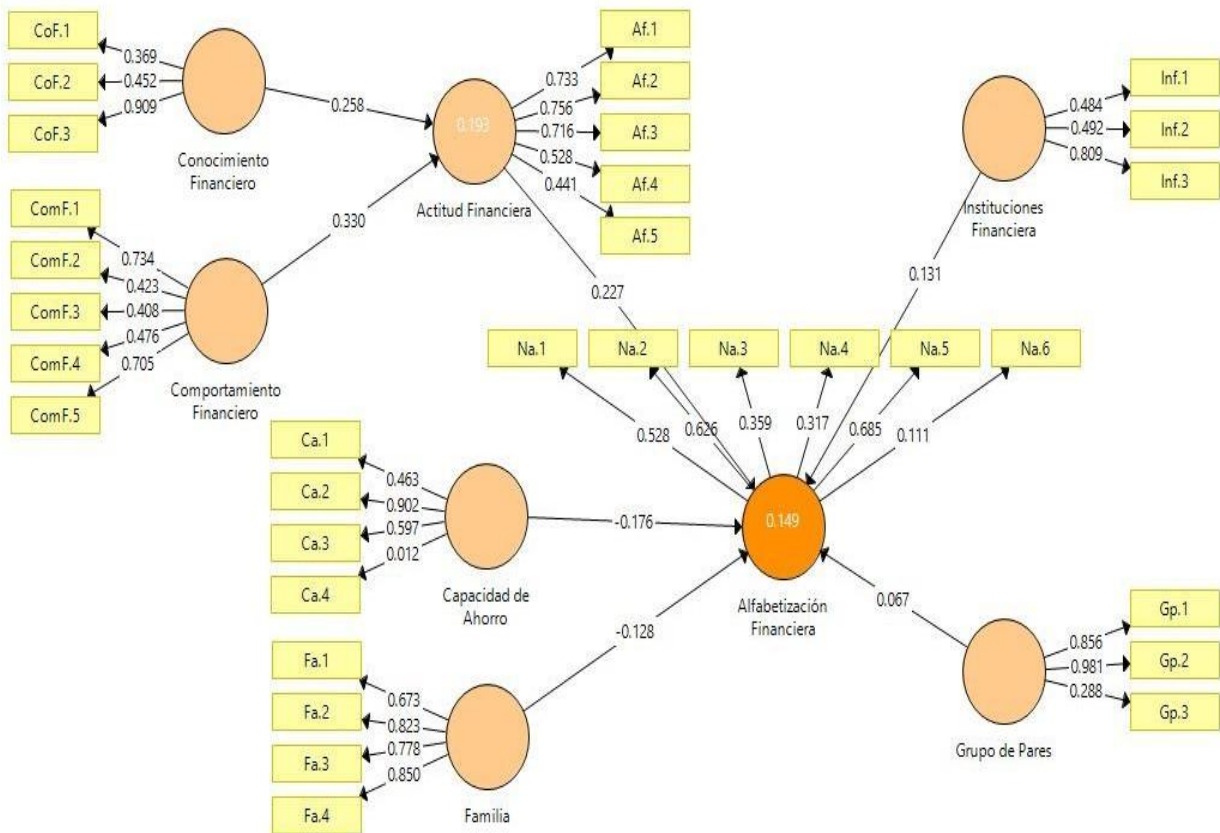 CoF.1
0.369
CoF.2
0.452
CoF.3
0.909
Conocimiento
Financiero
0.258
ComF.1
0.734
ComF.2
0.423
ComF.3
0.408
ComF.4
0.476
ComF.5
0.705
Comportamiento
Financiero
0.330
0.193
Actitud Financiera
Af.1
0.733
Af.2
0.756
Af.3
0.716
Af.4
0.528
Af.5
0.441
0.227
Inf.1
0.484
Inf.2
0.492
Inf.3
0.809
Instituciones
Financiera
0.131
Na.1
Na.2
Na.3
Na.4
Na.5
Na.6
0.528
0.626
0.359
0.317
0.685
0.111
Ca.1
0.463
Ca.2
0.902
Ca.3
0.597
Ca.4
0.012
Capacidad de
Ahorro
-0.176
0.149
Alfabetización
Financiera
Fa.1
0.673
Fa.2
0.823
Fa.3
0.778
Fa.4
0.850
Familia
-0.128
0.067
Gp.1
0.856
Gp.2
0.981
Gp.3
0.288
Grupo de Pares